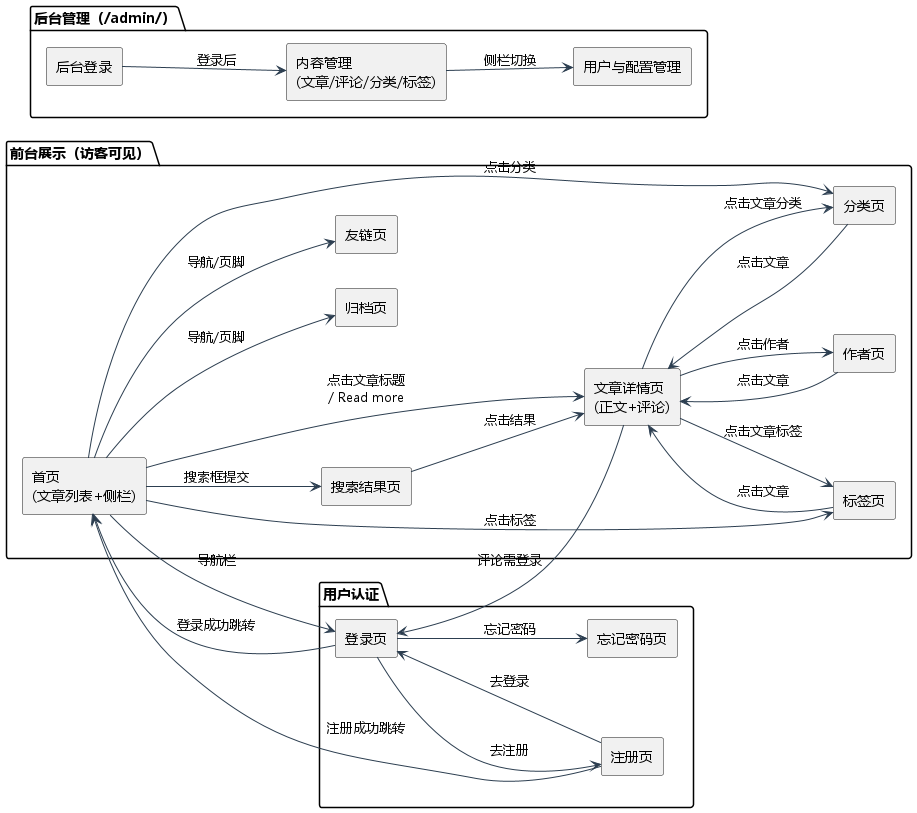 后台管理（/admin/）
后台登录
登录后
内容管理
(文章/评论/分类/标签)
侧栏切换
用户与配置管理
前台展示（访客可见）
点击分类
分类页
点击文章分类
友链页
导航/页脚
点击文章
归档页
导航/页脚
点击作者
作者页
点击文章标题
/ Read more
文章详情页
(正文+评论)
点击文章
点击结果
点击文章标签
首页
(文章列表+侧栏)
搜索框提交
搜索结果页
点击文章
标签页
点击标签
导航栏
评论需登录
用户认证
登录成功跳转
登录页
忘记密码
忘记密码页
去登录
注册成功跳转
去注册
注册页